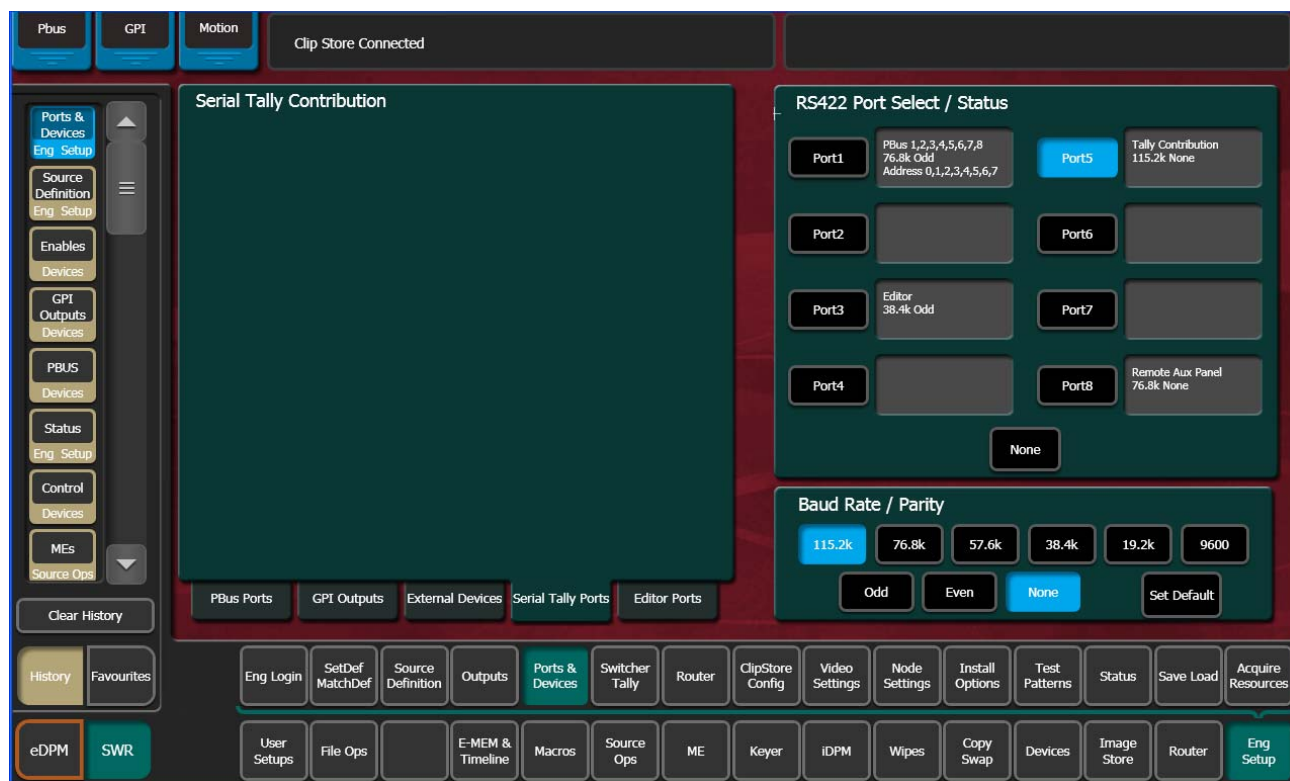 Pbus
GPI
Motion
Clip Store Connected
Ports &
Devices
Eng Setup
Source
Definition
Eng Setup
Enables
Devices
GPI
Outputs
Devices
PBUS
Devices
Status
Eng Setup
Control
Devices
MEs
Source Ops
Clear History
History
Favourites
eDPM
SWR
Serial Tally Contribution
PBus Ports
GPI Outputs
External Devices
Serial Tally Ports
Editor Ports
RS422 Port Select / Status
Port1
PBus 1,2,3,4,5,6,7,8
76.8k Odd
Address 0,1,2,3,4,5,6,7
Port5
Tally Contribution
115.2k None
Port2
Port6
Port3
Editor
38.4k Odd
Port7
Port4
Port8
Remote Aux Panel
76.8k None
None
Baud Rate / Parity
115.2k
76.8k
57.6k
38.4k
19.2k
9600
Odd
Even
None
Set Default
Eng Login
SetDef
MatchDef
Source
Definition
Outputs
Ports &
Devices
Switcher
Tally
Router
ClipStore
Config
Video
Settings
Node
Settings
Install
Options
Test
Patterns
Status
Save Load
Acquire
Resources
User
Setups
File Ops
E-MEM &
Timeline
Macros
Source
Ops
ME
Keyer
iDPM
Wipes
Copy
Swap
Devices
Image
Store
Router
Eng
Setup